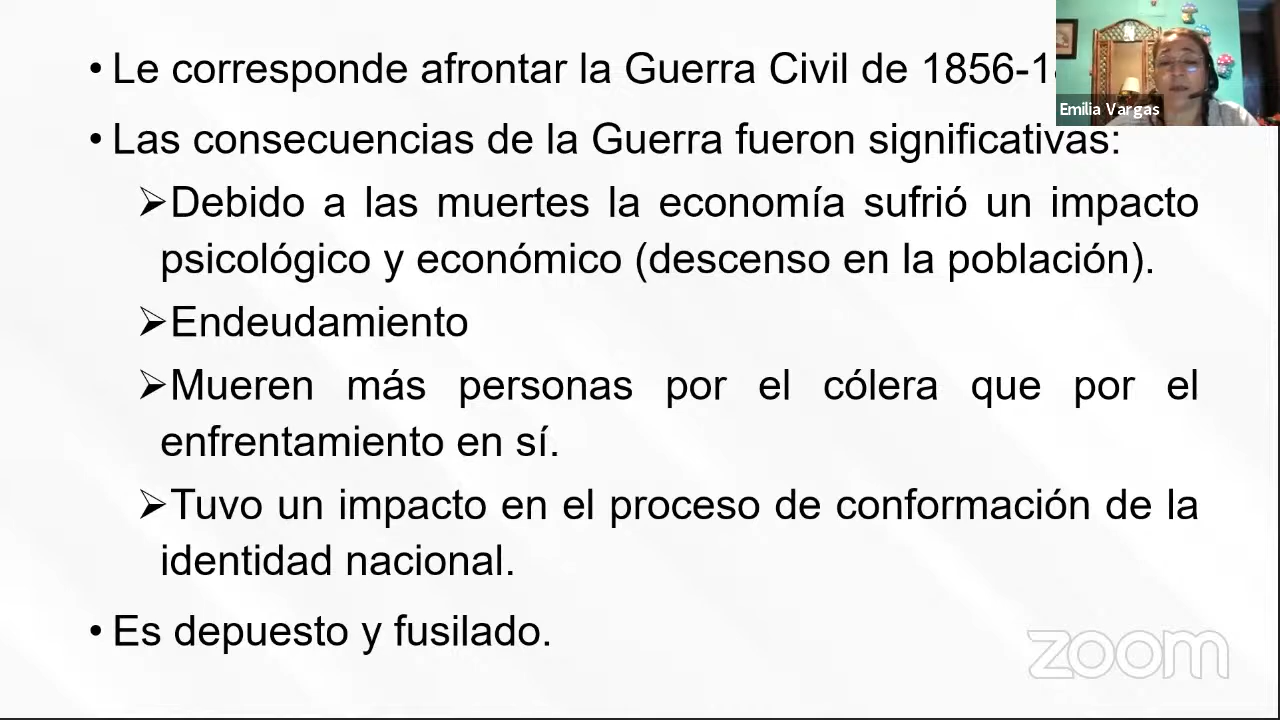 • Le corresponde afrontar la Guerra Civil de 1856-1
Emilia Vargas
• Las consecuencias de la Guerra fueron significativas:
➢Debido a las muertes la economía sufrió un impacto
psicológico y económico (descenso en la población).
➢Endeudamiento
➢Mueren más personas por el cólera que por el
enfrentamiento en sí.
➢Tuvo un impacto en el proceso de conformación de la
identidad nacional.
• Es depuesto y fusilado.
zoom